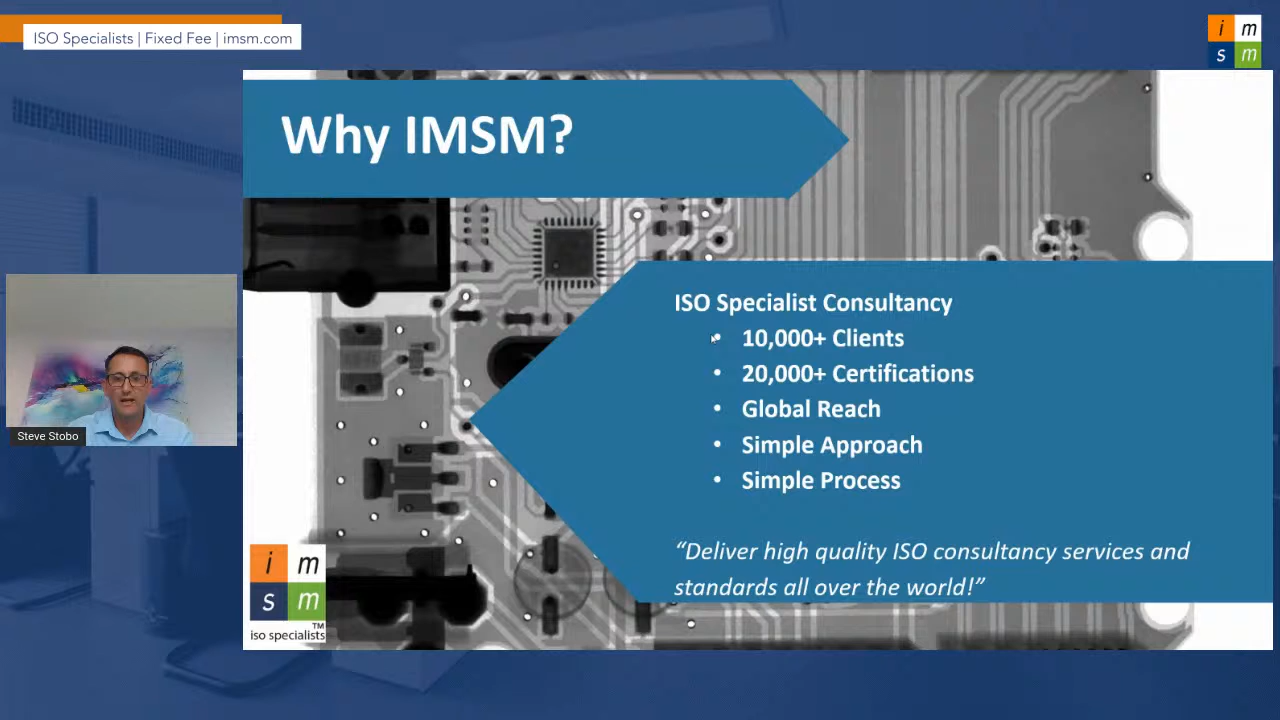 ISO Specialists | Fixed Fee | imsm.com
i m
s m
Why IMSM?
ISO Specialist Consultancy
• 10,000+ Clients
• 20,000+ Certifications
• Global Reach
• Simple Approach
• Simple Process
“Deliver high quality ISO consultancy services and
standards all over the world!”
Steve Stobo
i m
s m
TM
iso specialists